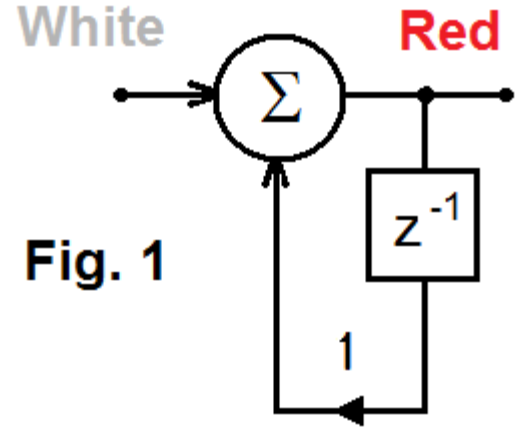 White
Red
Σ
z-1
Fig. 1
1